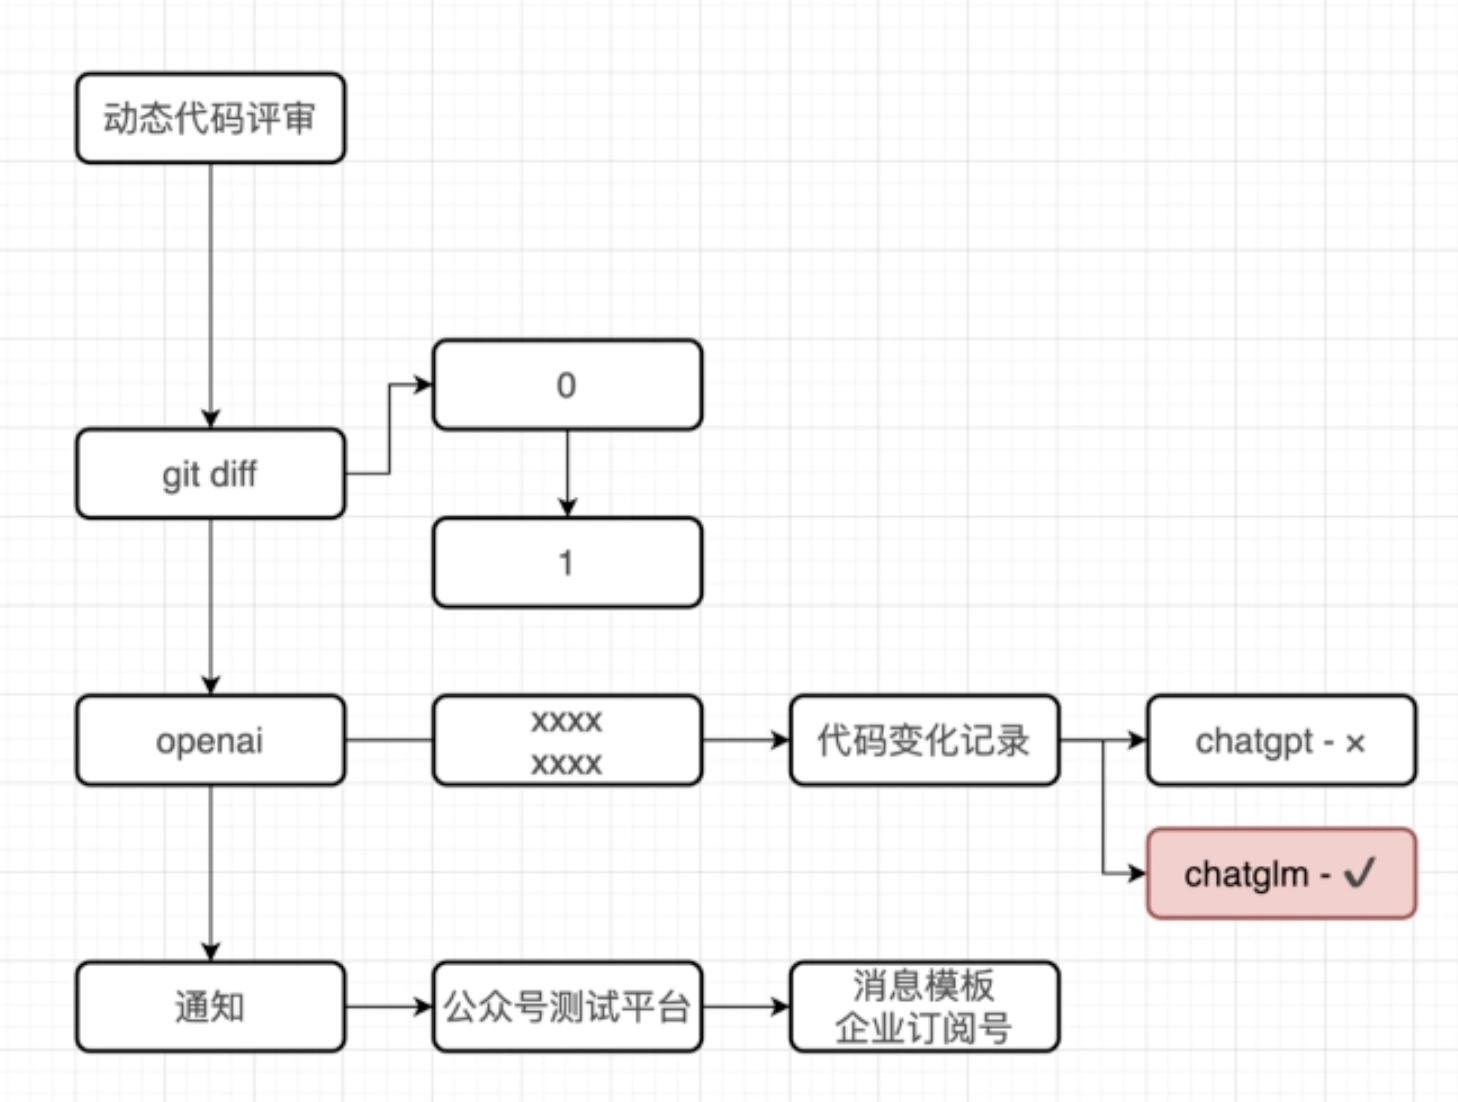 动态代码评审
0
git diff
1
openai
xxxx
xxxx
代码变化记录
chatgpt - ×
chatglm - ✓
通知
公众号测试平台
消息模板
企业订阅号